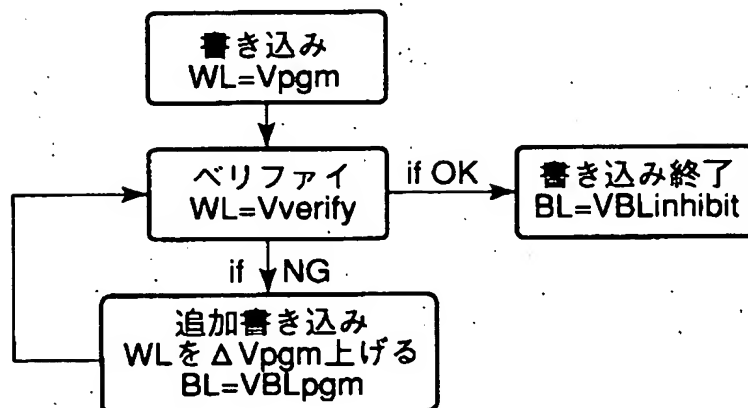 書き込み
WL=Vpgm
ベリファイ
WL=Vverify
if OK
書き込み終了
BL=VBLinhibit
if NG
追加書き込み
WLをΔVpgm上げる
BL=VBLpgm